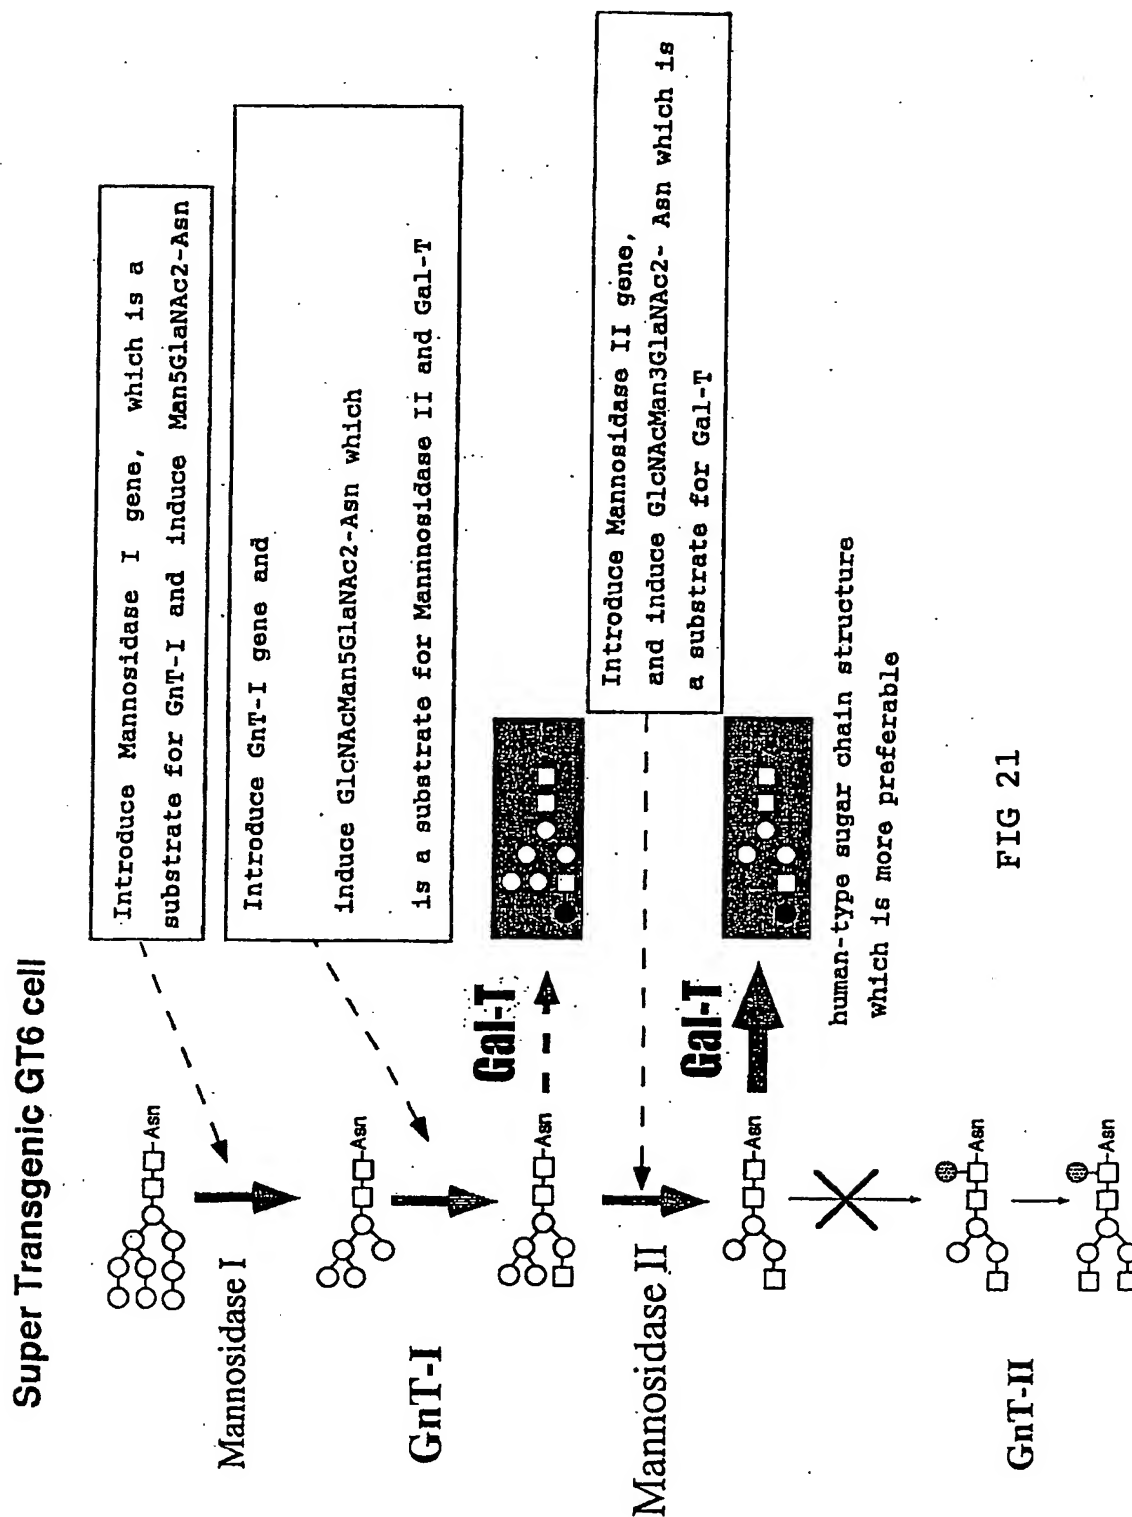 Super Transgenic GT6 cell
Introduce Mannosidase I gene, which is a
substrate for GnT-I and induce Man5GlaNAc2-Asn
Mannosidase I
-Asn
Introduce GnT-I gene and
induce GlcNAcMan5GlaNAc2-Asn which
is a substrate for Mannnosidase II and Gal-T
GnT-I
-Asn
Gal-T
-Asn
Introduce Mannosidase II gene,
and induce GlcNAcMan3GlaNAc2- Asn which is
a substrate for Gal-T
Mannosidase II
Gal-T
-Asn
human-type sugar chain structure
which is more preferable
-Asn
GnT-II
-Asn
FIG 21